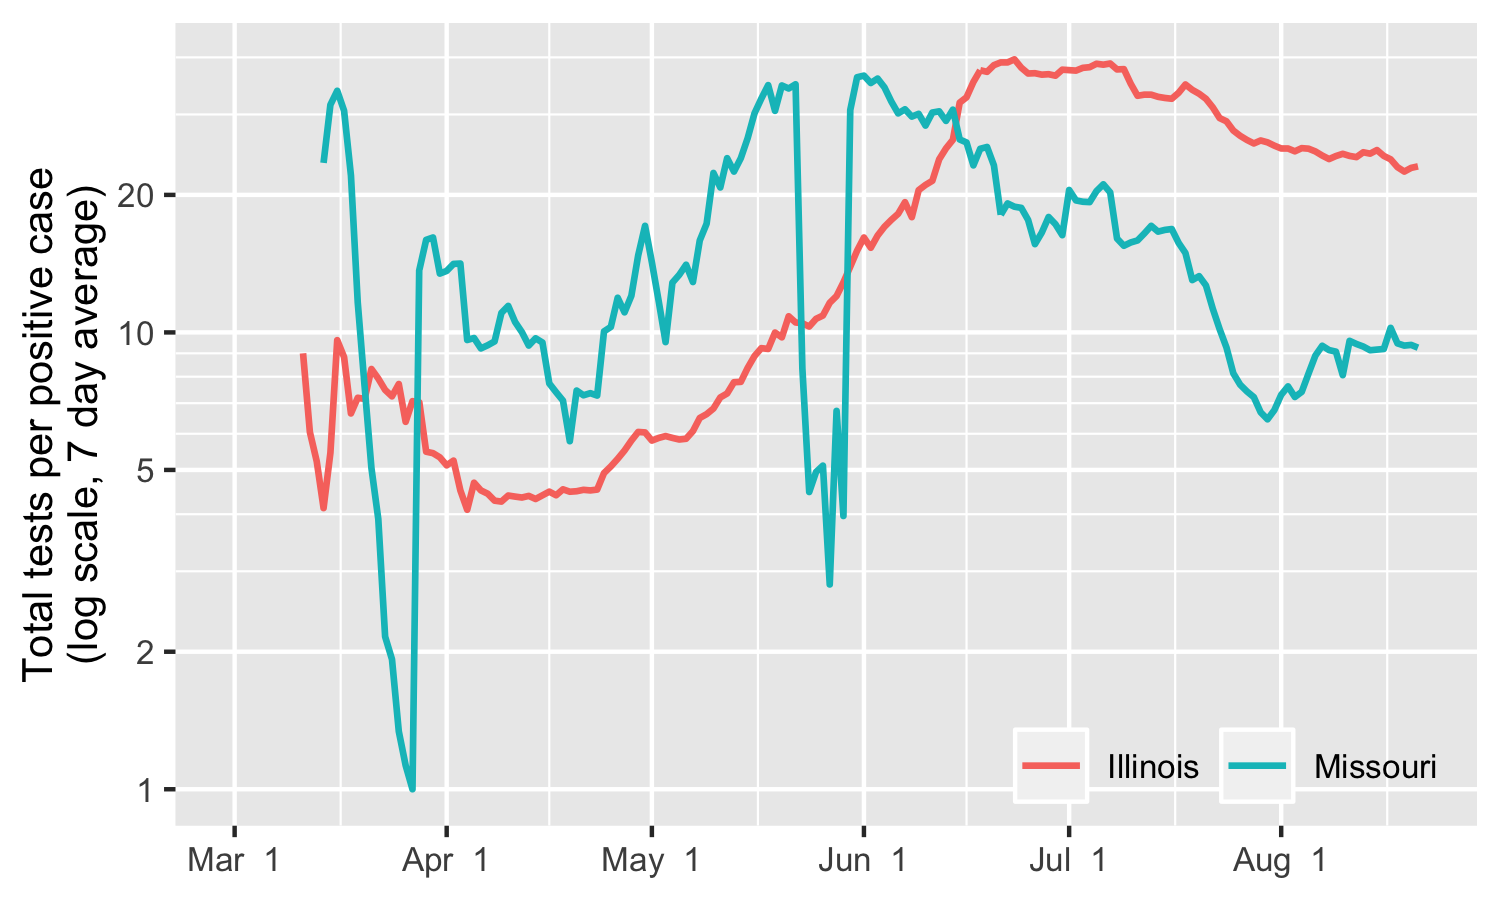 Total tests per positive case
(log scale, 7 day average)
20
10
5
2
1
Illinois Missouri
Mar 1 Apr 1 May 1 Jun 1 Jul 1 Aug 1